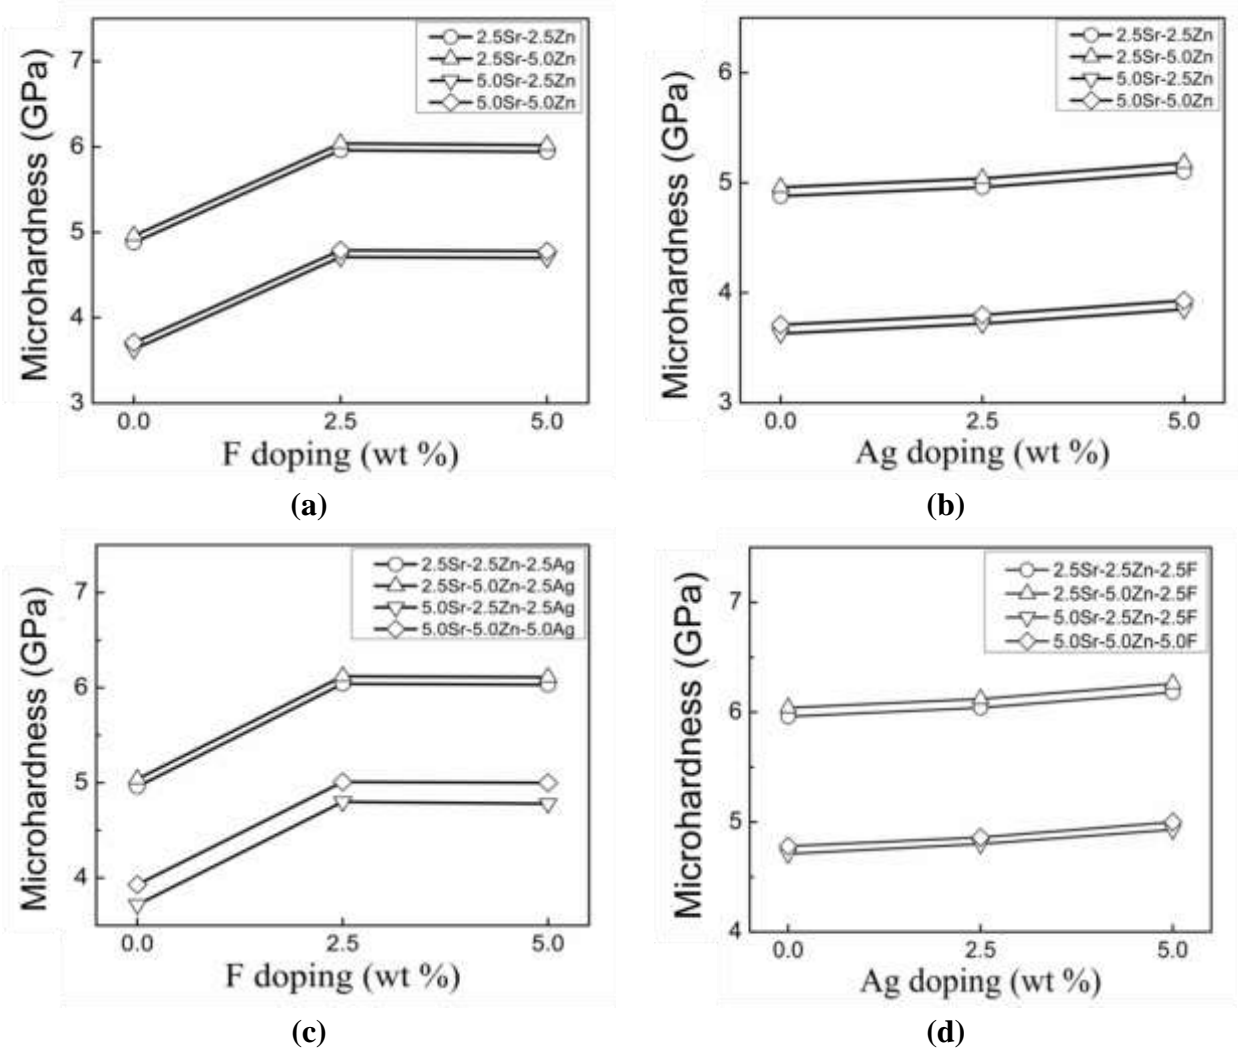 2.5Sr-2.5Zn
2.5Sr-5.0Zn
5.0Sr-2.5Zn
5.0Sr-5.0Zn
7
6
5
4
3
Microhardness (GPa)
0.0 2.5 5.0
F doping (wt %)
(a)
2.5Sr-2.5Zn
2.5Sr-5.0Zn
5.0Sr-2.5Zn
5.0Sr-5.0Zn
6
5
4
3
Microhardness (GPa)
0.0 2.5 5.0
Ag doping (wt %)
(b)
2.5Sr-2.5Zn-2.5Ag
2.5Sr-5.0Zn-2.5Ag
5.0Sr-2.5Zn-2.5Ag
5.0Sr-5.0Zn-5.0Ag
7
6
5
4
Microhardness (GPa)
0.0 2.5 5.0
F doping (wt %)
(c)
2.5Sr-2.5Zn-2.5F
2.5Sr-5.0Zn-2.5F
5.0Sr-2.5Zn-2.5F
5.0Sr-5.0Zn-5.0F
7
6
5
4
Microhardness (GPa)
0.0 2.5 5.0
Ag doping (wt %)
(d)